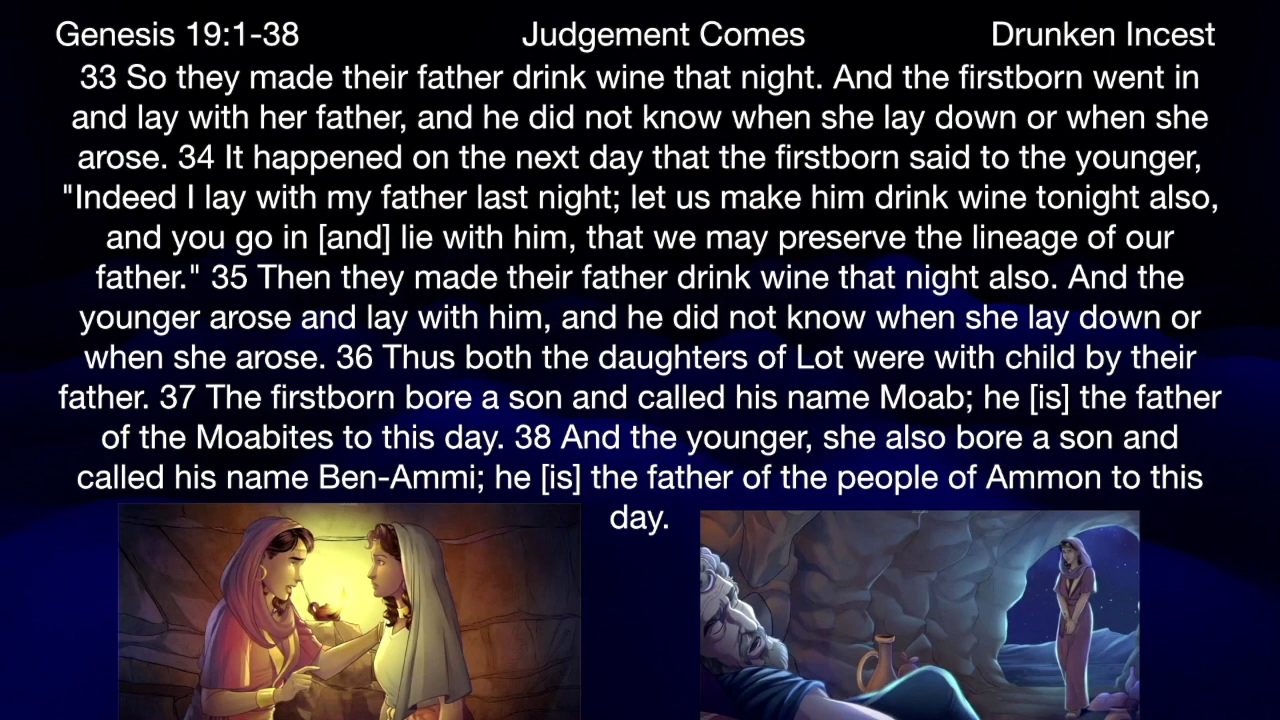 Genesis 19:1-38 Judgement Comes Drunken Incest
33 So they made their father drink wine that night. And the firstborn went in
and lay with her father, and he did not know when she lay down or when she
arose. 34 It happened on the next day that the firstborn said to the younger,
"Indeed I lay with my father last night; let us make him drink wine tonight also,
and you go in [and] lie with him, that we may preserve the lineage of our
father." 35 Then they made their father drink wine that night also. And the
younger arose and lay with him, and he did not know when she lay down or
when she arose. 36 Thus both the daughters of Lot were with child by their
father. 37 The firstborn bore a son and called his name Moab; he [is] the father
of the Moabites to this day. 38 And the younger, she also bore a son and
called his name Ben-Ammi; he [is] the father of the people of Ammon to this
day.